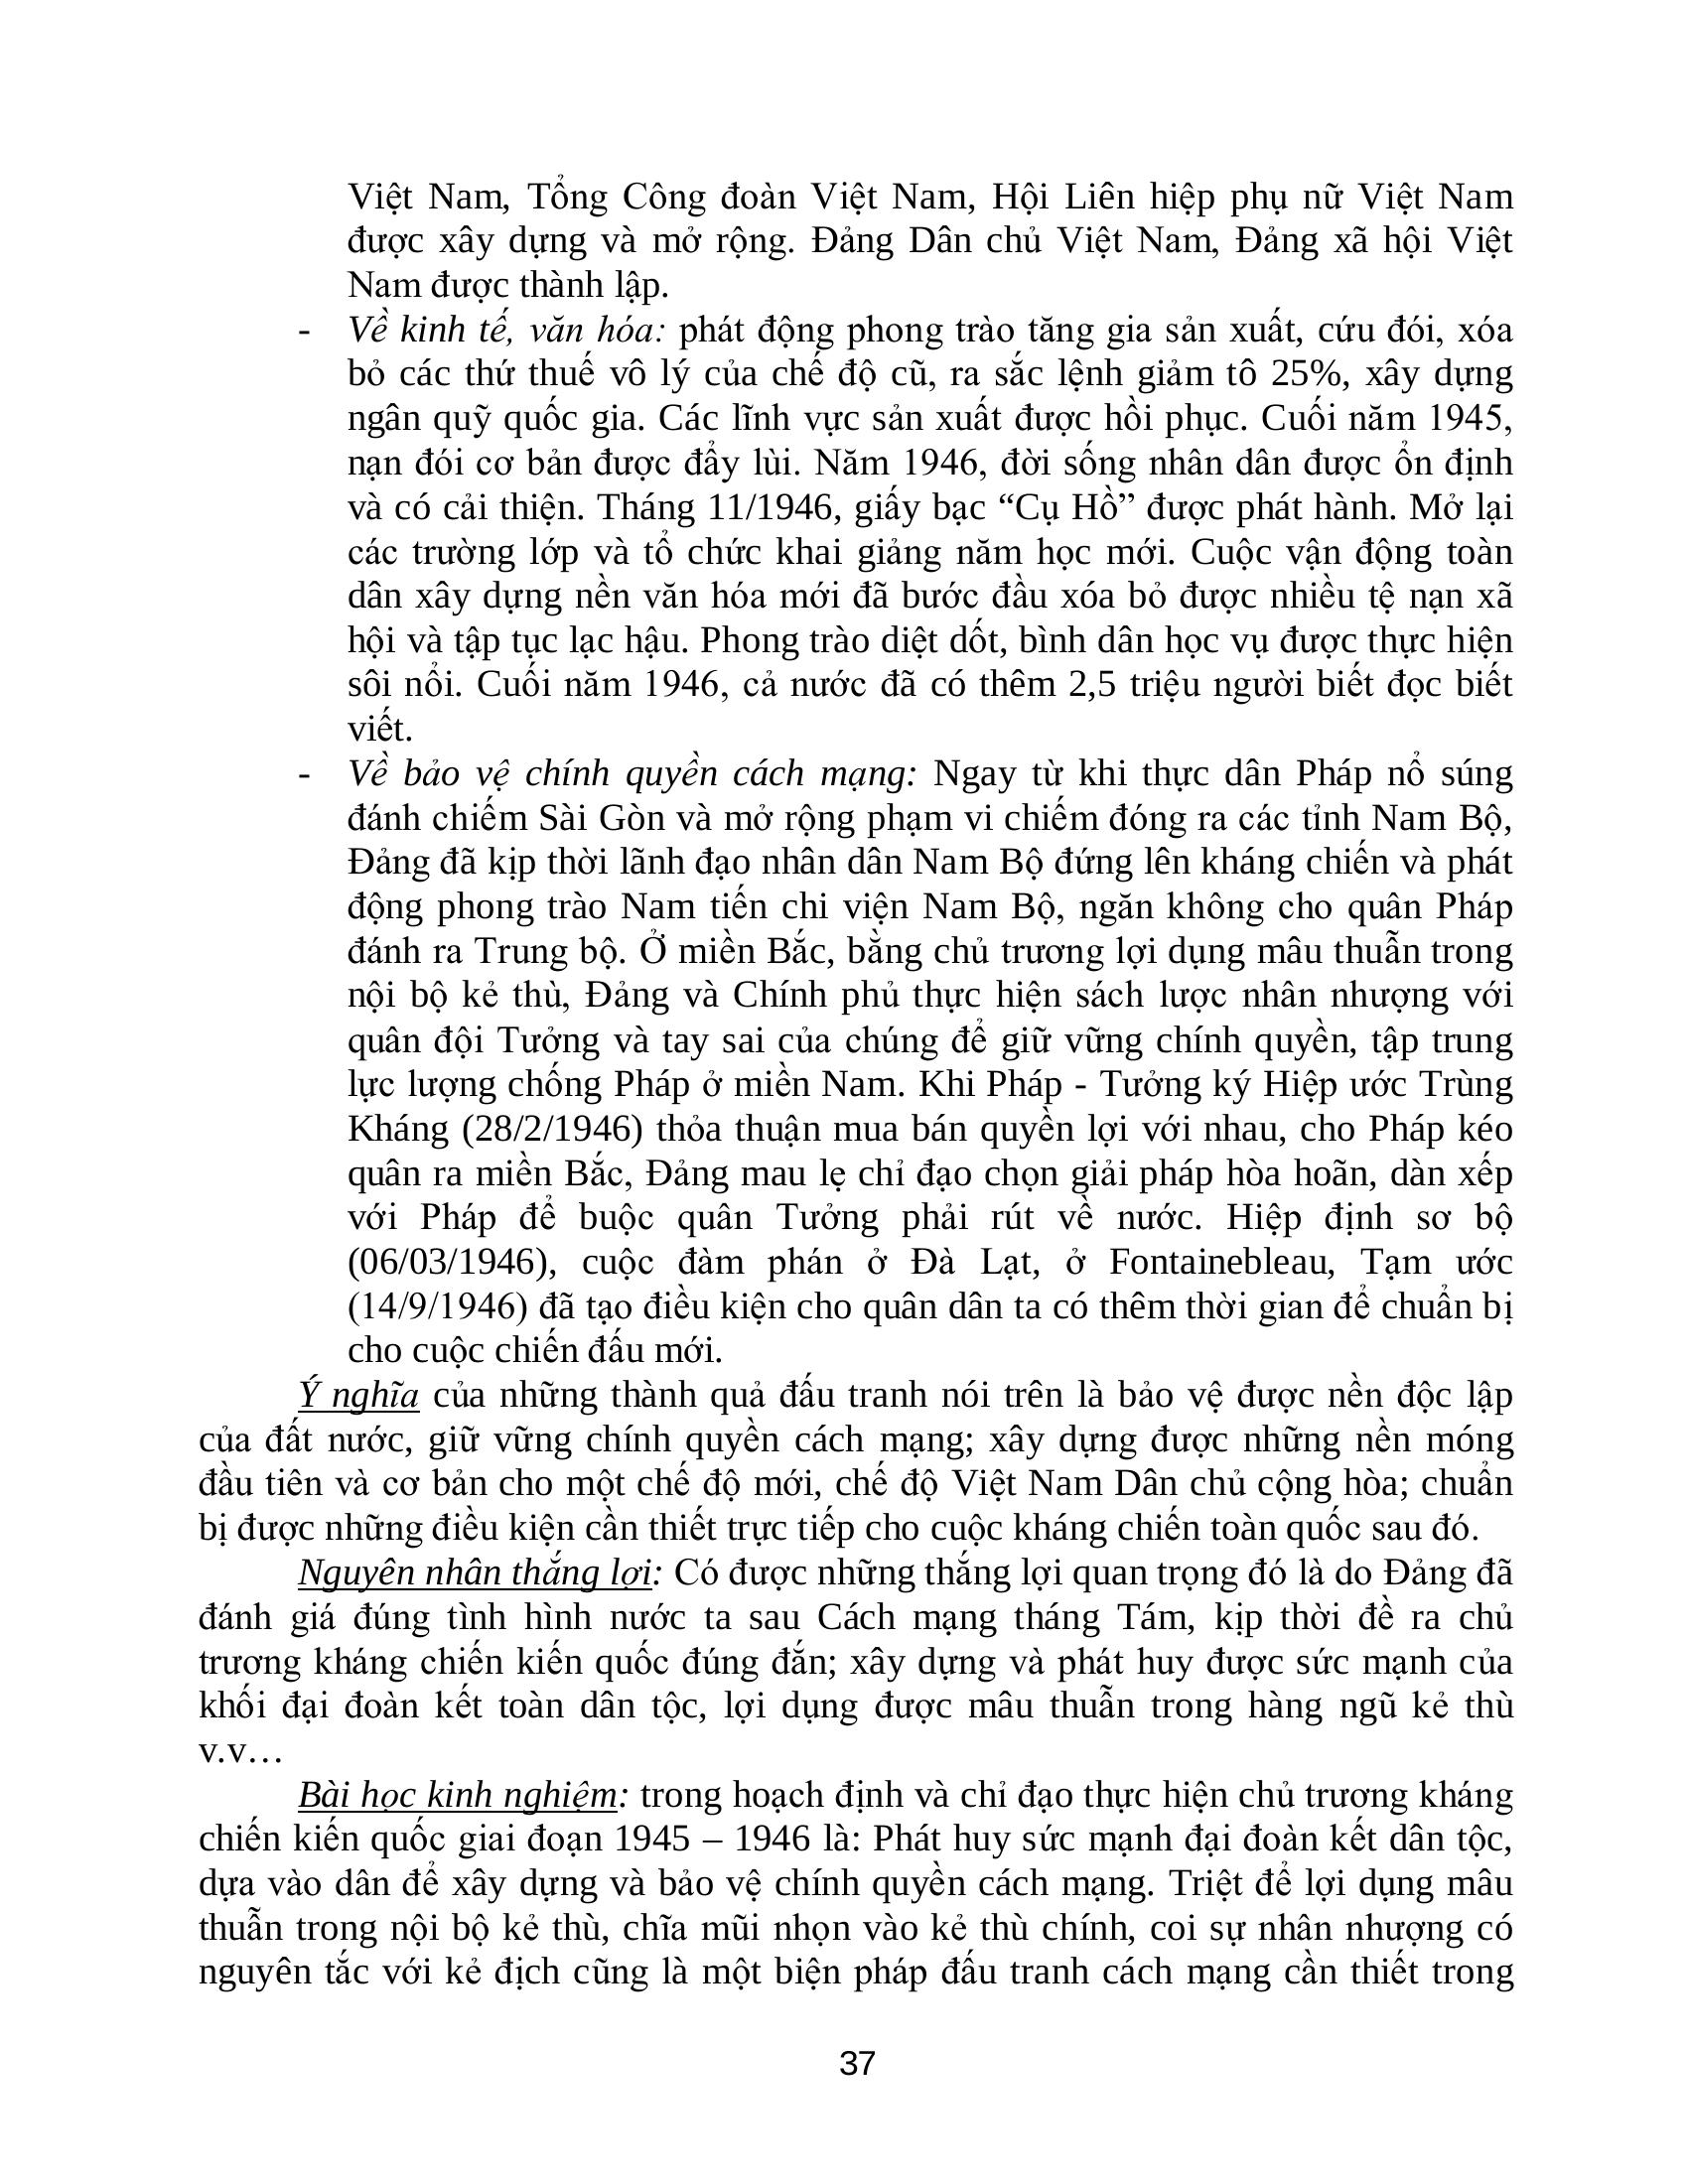 Việt Nam, Tổng Công đoàn Việt Nam, Hội Liên hiệp phụ nữ Việt Nam
được xây dựng và mở rộng. Đảng Dân chủ Việt Nam, Đảng xã hội Việt
Nam được thành lập.
- Về kinh tế, văn hóa: phát động phong trào tăng gia sản xuất, cứu đói, xóa
bỏ các thứ thuế vô lý của chế độ cũ, ra sắc lệnh giảm tô 25%, xây dựng
ngân quỹ quốc gia. Các lĩnh vực sản xuất được hồi phục. Cuối năm 1945,
nạn đói cơ bản được đẩy lùi. Năm 1946, đời sống nhân dân được ổn định
và có cải thiện. Tháng 11/1946, giấy bạc “Cụ Hồ” được phát hành. Mở lại
các trường lớp và tổ chức khai giảng năm học mới. Cuộc vận động toàn
dân xây dựng nền văn hóa mới đã bước đầu xóa bỏ được nhiều tệ nạn xã
hội và tập tục lạc hậu. Phong trào diệt dốt, bình dân học vụ được thực hiện
sôi nổi. Cuối năm 1946, cả nước đã có thêm 2,5 triệu người biết đọc biết
viết.
- Về bảo vệ chính quyền cách mạng: Ngay từ khi thực dân Pháp nổ súng
đánh chiếm Sài Gòn và mở rộng phạm vi chiếm đóng ra các tỉnh Nam Bộ,
Đảng đã kịp thời lãnh đạo nhân dân Nam Bộ đứng lên kháng chiến và phát
động phong trào Nam tiến chi viện Nam Bộ, ngăn không cho quân Pháp
đánh ra Trung bộ. Ở miền Bắc, bằng chủ trương lợi dụng mâu thuẫn trong
nội bộ kẻ thù, Đảng và Chính phủ thực hiện sách lược nhân nhượng với
quân đội Tưởng và tay sai của chúng để giữ vững chính quyền, tập trung
lực lượng chống Pháp ở miền Nam. Khi Pháp - Tưởng ký Hiệp ước Trùng
Kháng (28/2/1946) thỏa thuận mua bán quyền lợi với nhau, cho Pháp kéo
quân ra miền Bắc, Đảng mau lẹ chỉ đạo chọn giải pháp hòa hoãn, dàn xếp
với Pháp để buộc quân Tưởng phải rút về nước. Hiệp định sơ bộ
(06/03/1946), cuộc đàm phán ở Đà Lạt, ở Fontainebleau, Tạm ước
(14/9/1946) đã tạo điều kiện cho quân dân ta có thêm thời gian để chuẩn bị
cho cuộc chiến đấu mới.
Ý nghĩa của những thành quả đấu tranh nói trên là bảo vệ được nền độc lập
của đất nước, giữ vững chính quyền cách mạng; xây dựng được những nền móng
đầu tiên và cơ bản cho một chế độ mới, chế độ Việt Nam Dân chủ cộng hòa; chuẩn
bị được những điều kiện cần thiết trực tiếp cho cuộc kháng chiến toàn quốc sau đó.
Nguyên nhân thắng lợi: Có được những thắng lợi quan trọng đó là do Đảng đã
đánh giá đúng tình hình nước ta sau Cách mạng tháng Tám, kịp thời đề ra chủ
trương kháng chiến kiến quốc đúng đắn; xây dựng và phát huy được sức mạnh của
khối đại đoàn kết toàn dân tộc, lợi dụng được mâu thuẫn trong hàng ngũ kẻ thù
v.v…
Bài học kinh nghiệm: trong hoạch định và chỉ đạo thực hiện chủ trương kháng
chiến kiến quốc giai đoạn 1945 – 1946 là: Phát huy sức mạnh đại đoàn kết dân tộc,
dựa vào dân để xây dựng và bảo vệ chính quyền cách mạng. Triệt để lợi dụng mâu
thuẫn trong nội bộ kẻ thù, chĩa mũi nhọn vào kẻ thù chính, coi sự nhân nhượng có
nguyên tắc với kẻ địch cũng là một biện pháp đấu tranh cách mạng cần thiết trong
37